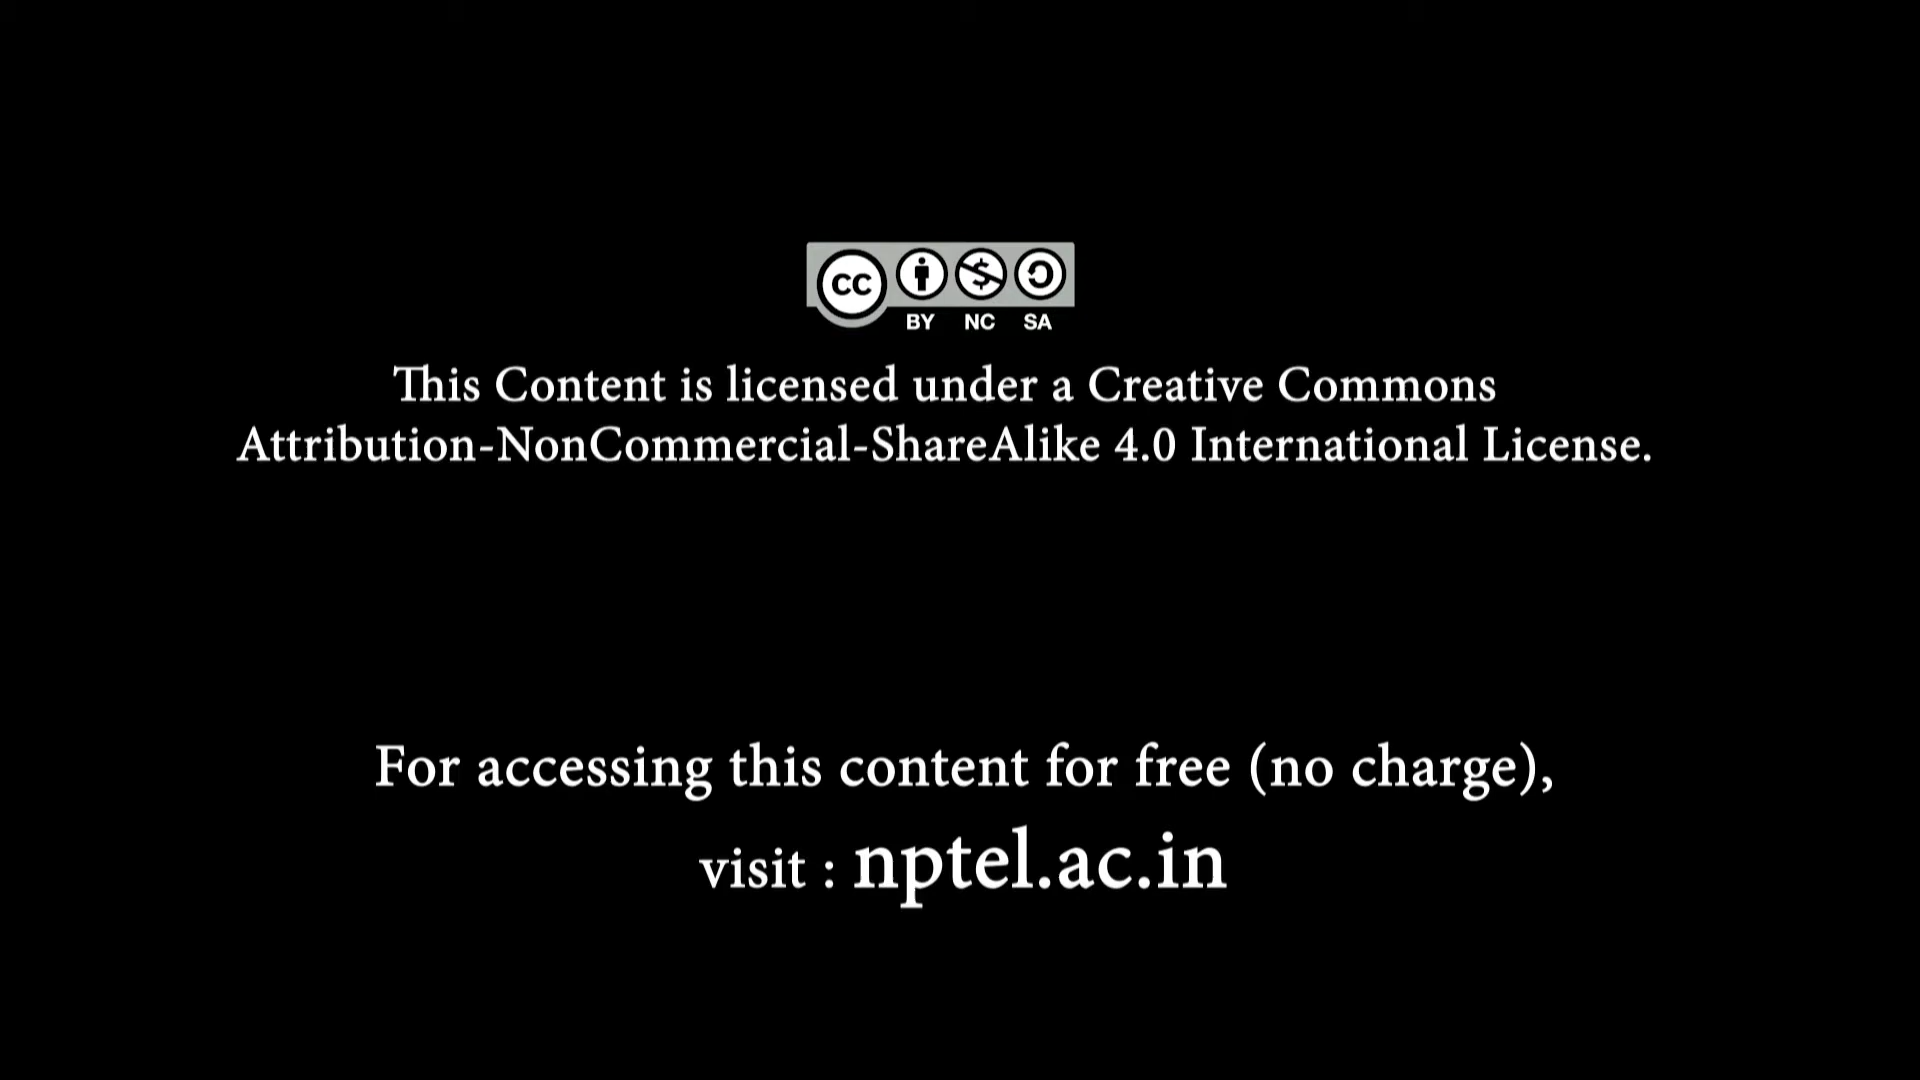 cc
BY NC SA
This Content is licensed under a Creative Commons
Attribution-NonCommercial-ShareAlike 4.0 International License.
For accessing this content for free (no charge),
visit : nptel.ac.in